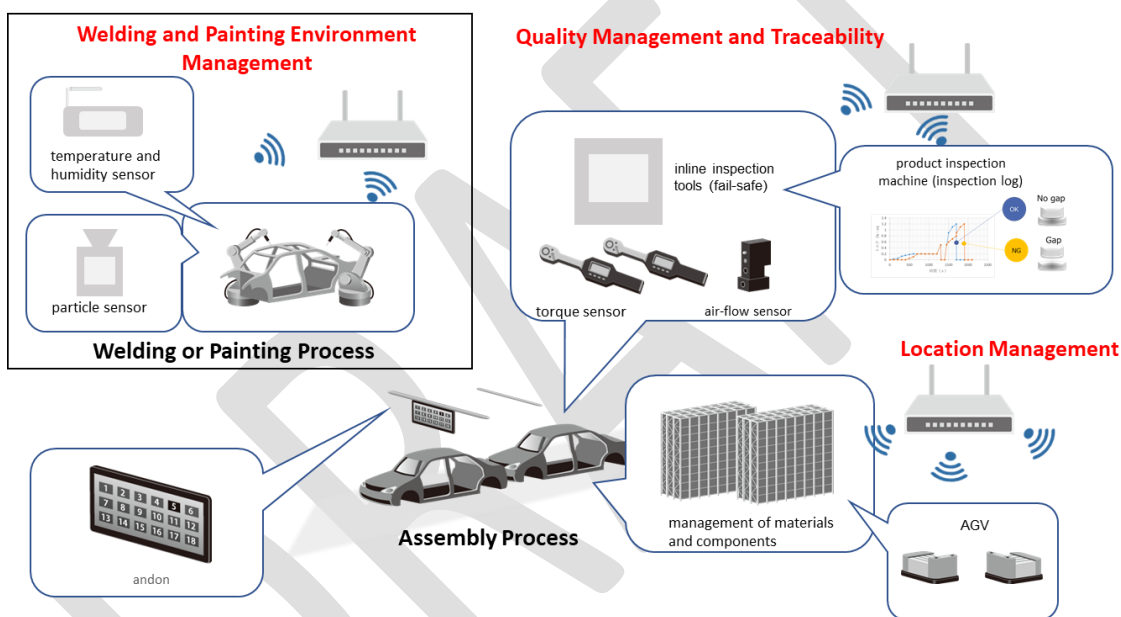 Welding and Painting Environment
Management
temperature and
humidity sensor
particle sensor
Welding or Painting Process
Quality Management and Traceability
inline inspection
tools (fail-safe)
torque sensor
air-flow sensor
product inspection
machine (inspection log)
OK
No gap
NG
Gap
Location Management
management of materials
and components
AGV
Assembly Process
1 2 3 4 5 6
7 8 9 10 11 12
13 14 15 16 17 18
andon
DRAFT